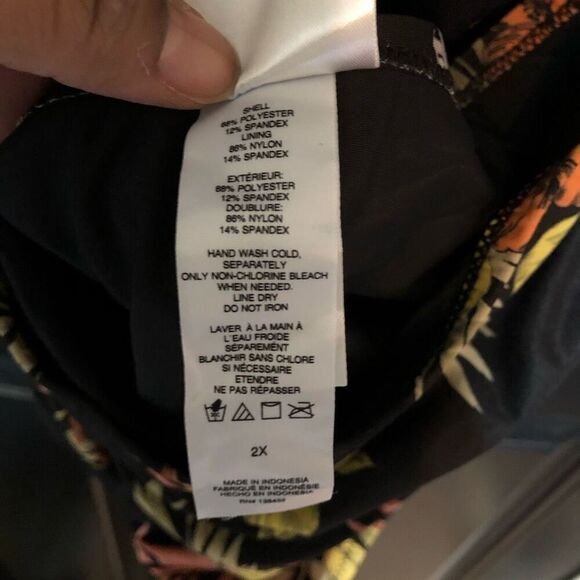 SHELL
88% POLYESTER
12% SPANDEX
LINING
86% NYLON
14% SPANDEX
EXTÉRIEUR:
88% POLYESTER
12% SPANDEX
DOUBLURE:
86% NYLON
14% SPANDEX
HAND WASH COLD,
SEPARATELY
ONLY NON-CHLORINE BLEACH
WHEN NEEDED.
LINE DRY
DO NOT IRON
LAVER À LA MAIN À
L'EAU FROIDE
SÉPAREMENT
BLANCHIR SANS CHLORE
SI NÉCESSAIRE
ETENDRE
NE PAS REPASSER
2X
MADE IN INDONESIA
FABRIQUÉ EN INDONÉSIE
HECHO EN INDONESIA
RN#